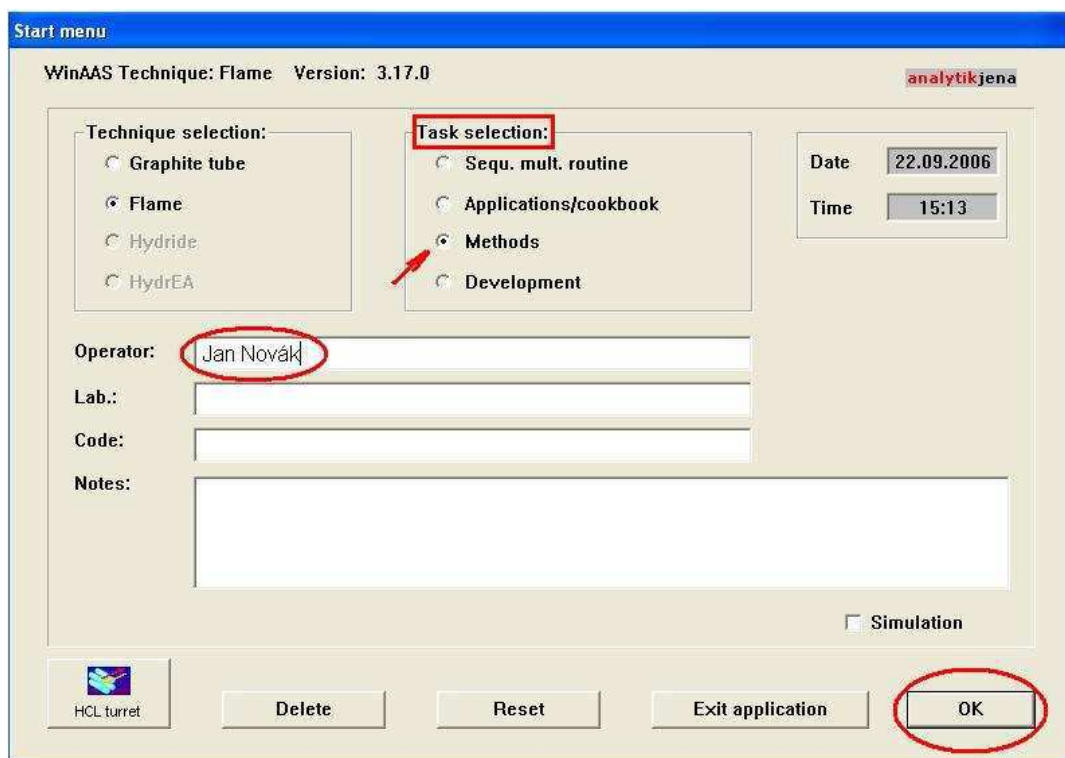 Start menu
WinAAS Technique: Flame Version: 3.17.0
analytikjena
Technique selection:
Graphite tube
Flame
Hydride
HydrEA
Task selection:
Sequ. mult. routine
Applications/cookbook
Methods
Development
Date 22.09.2006
Time 15:13
Operator: Jan Novák
Lab.:
Code:
Notes:
Simulation
HCL turret
Delete
Reset
Exit application
OK